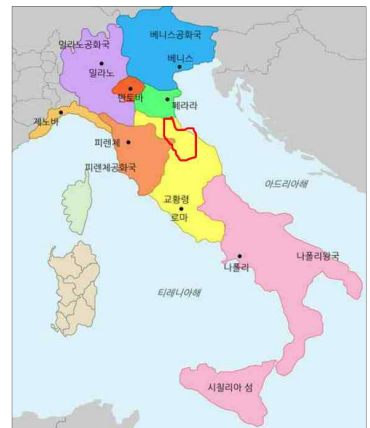 베니스공화국
밀라노공화국
베니스
밀라노
만토바
페라라
제노바
피렌체
피렌체공화국
아드리아해
교황령
로마
나폴리왕국
나폴리
티레니아해
시칠리아 섬